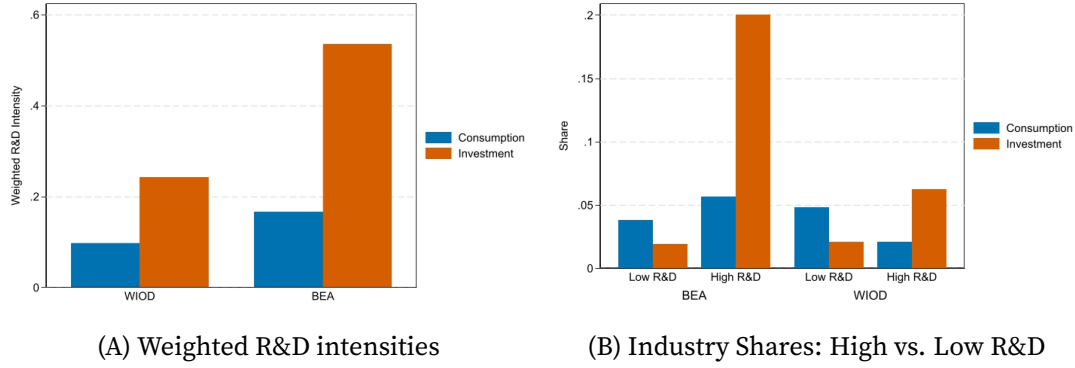 .6
.4
.2
0
Weighted R&D Intensity
WIOD
BEA
Consumption
Investment
(A) Weighted R&D intensities
.2
.15
.1
.05
0
Share
Low R&D
High R&D
Low R&D
High R&D
BEA
WIOD
Consumption
Investment
(B) Industry Shares: High vs. Low R&D